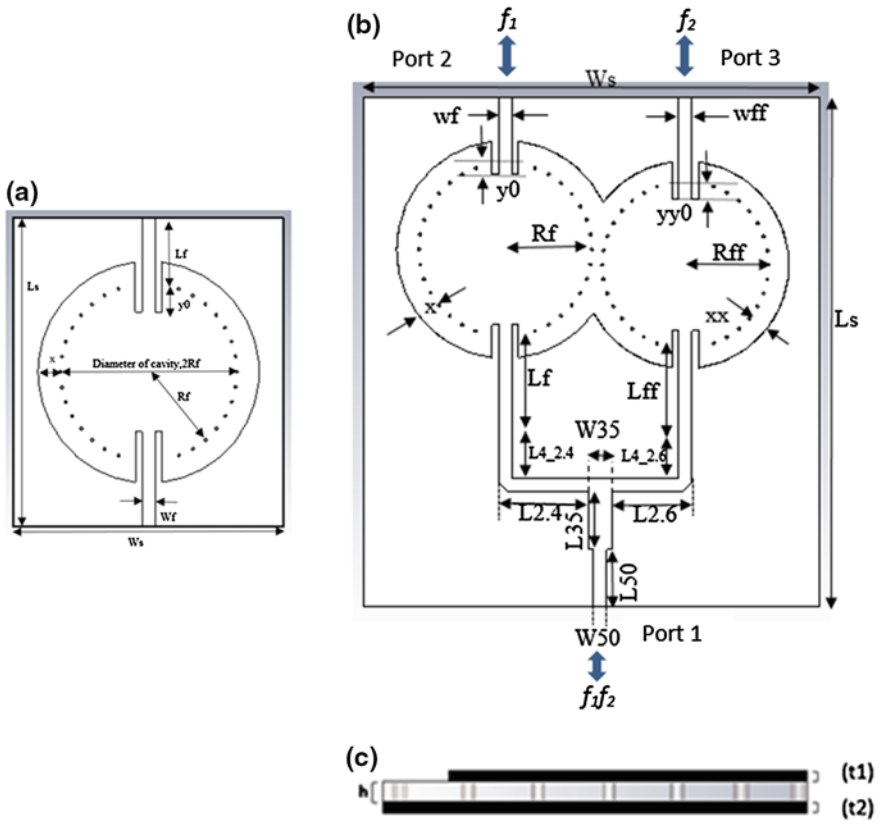 (a)
Ls
Lf
y0
x
Diameter of cavity,2Rf
Rf
Wf
Ws
(b)
f1
f2
Port 2
Port 3
Ws
wf
wff
y0
yy0
Rf
Rff
x
xx
Ls
Lf
Lff
W35
L4_2.4
L4_2.6
L2.4
L35
L2.6
L50
W50
Port 1
f1f2
(c)
h
(t1)
(t2)